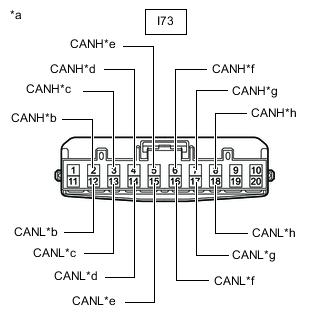 *a
I73
CANH*e
CANH*d
CANH*f
CANH*c
CANH*g
CANH*b
CANH*h
1 2 3 4 5 6 7 8 9 10
11 12 13 14 15 16 17 18 19 20
CANL*b
CANL*h
CANL*c
CANL*g
CANL*d
CANL*f
CANL*e